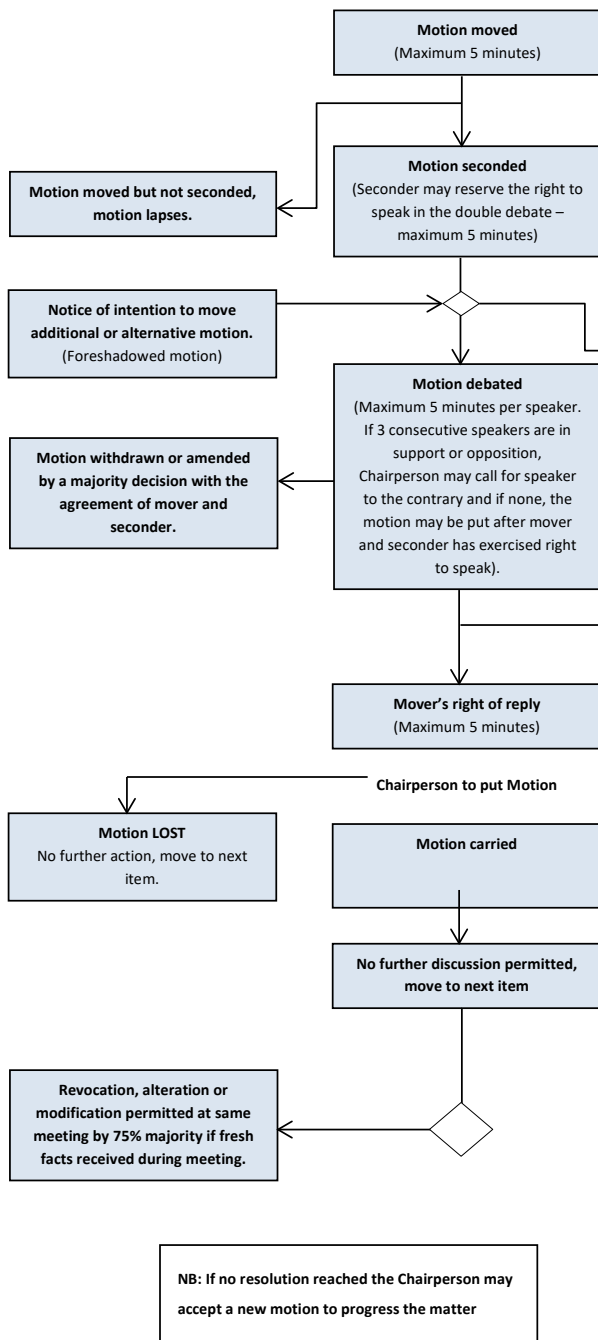 Motion moved
(Maximum 5 minutes)
Motion seconded
(Seconder may reserve the right to
speak in the double debate –
maximum 5 minutes)
Motion moved but not seconded,
motion lapses.
Notice of intention to move
additional or alternative motion.
(Foreshadowed motion)
Motion debated
(Maximum 5 minutes per speaker.
If 3 consecutive speakers are in
support or opposition,
Chairperson may call for speaker
to the contrary and if none, the
motion may be put after mover
and seconder has exercised right
to speak).
Motion withdrawn or amended
by a majority decision with the
agreement of mover and
seconder.
Mover’s right of reply
(Maximum 5 minutes)
Chairperson to put Motion
Motion LOST
No further action, move to next
item.
Motion carried
No further discussion permitted,
move to next item
Revocation, alteration or
modification permitted at same
meeting by 75% majority if fresh
facts received during meeting.
NB: If no resolution reached the Chairperson may
accept a new motion to progress the matter